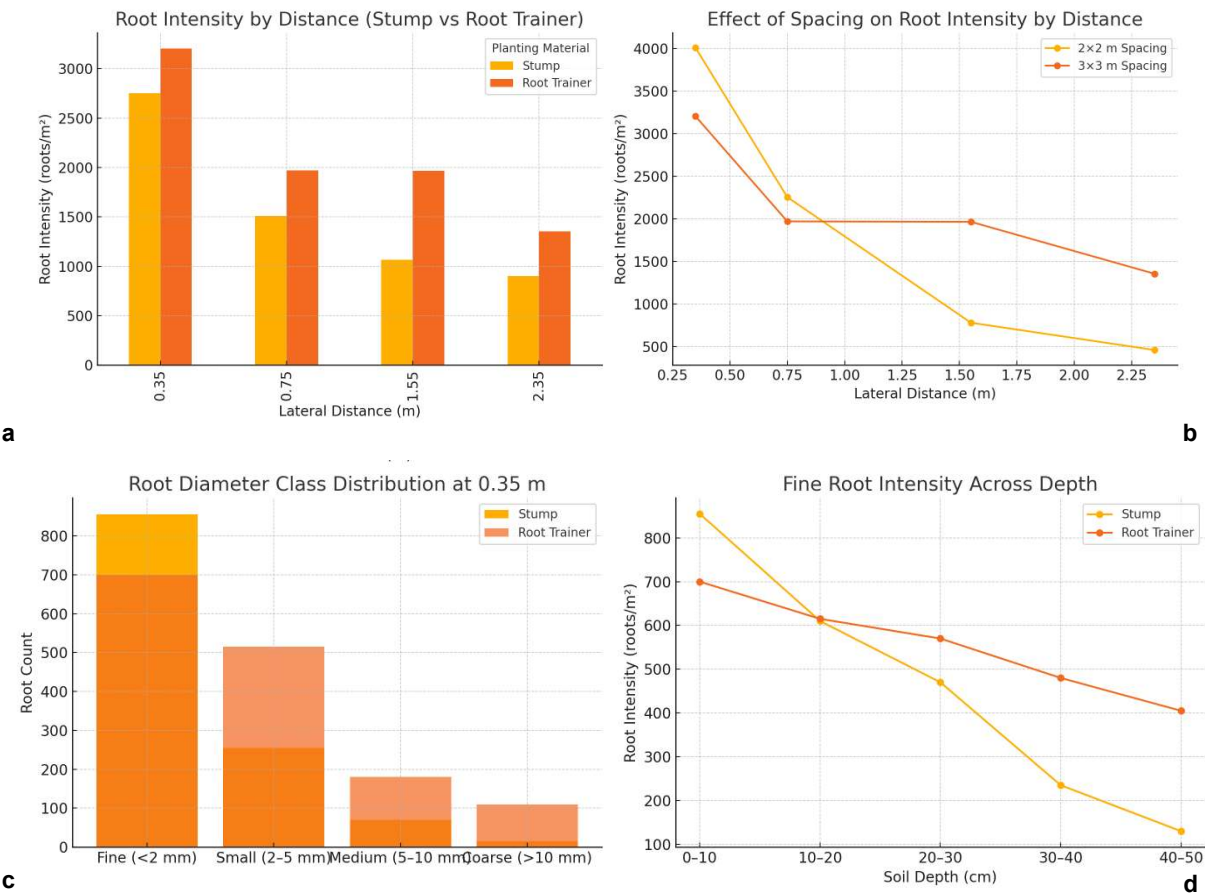 Root Intensity by Distance (Stump vs Root Trainer)
Root Intensity (roots/m²)
3000
2500
2000
1500
1000
500
0
Planting Material
Stump
Root Trainer
0.35
0.75
1.55
2.35
Lateral Distance (m)
a
Effect of Spacing on Root Intensity by Distance
Root Intensity (roots/m²)
4000
3500
3000
2500
2000
1500
1000
500
2×2 m Spacing
3×3 m Spacing
0.25 0.50 0.75 1.00 1.25 1.50 1.75 2.00 2.25
Lateral Distance (m)
b
Root Diameter Class Distribution at 0.35 m
Root Count
800
700
600
500
400
300
200
100
0
Stump
Root Trainer
Fine (<2 mm) Small (2–5 mm) Medium (5–10 mm) Coarse (>10 mm)
c
Fine Root Intensity Across Depth
Root Intensity (roots/m²)
800
700
600
500
400
300
200
100
Stump
Root Trainer
0–10 10–20 20–30 30–40 40–50
Soil Depth (cm)
d